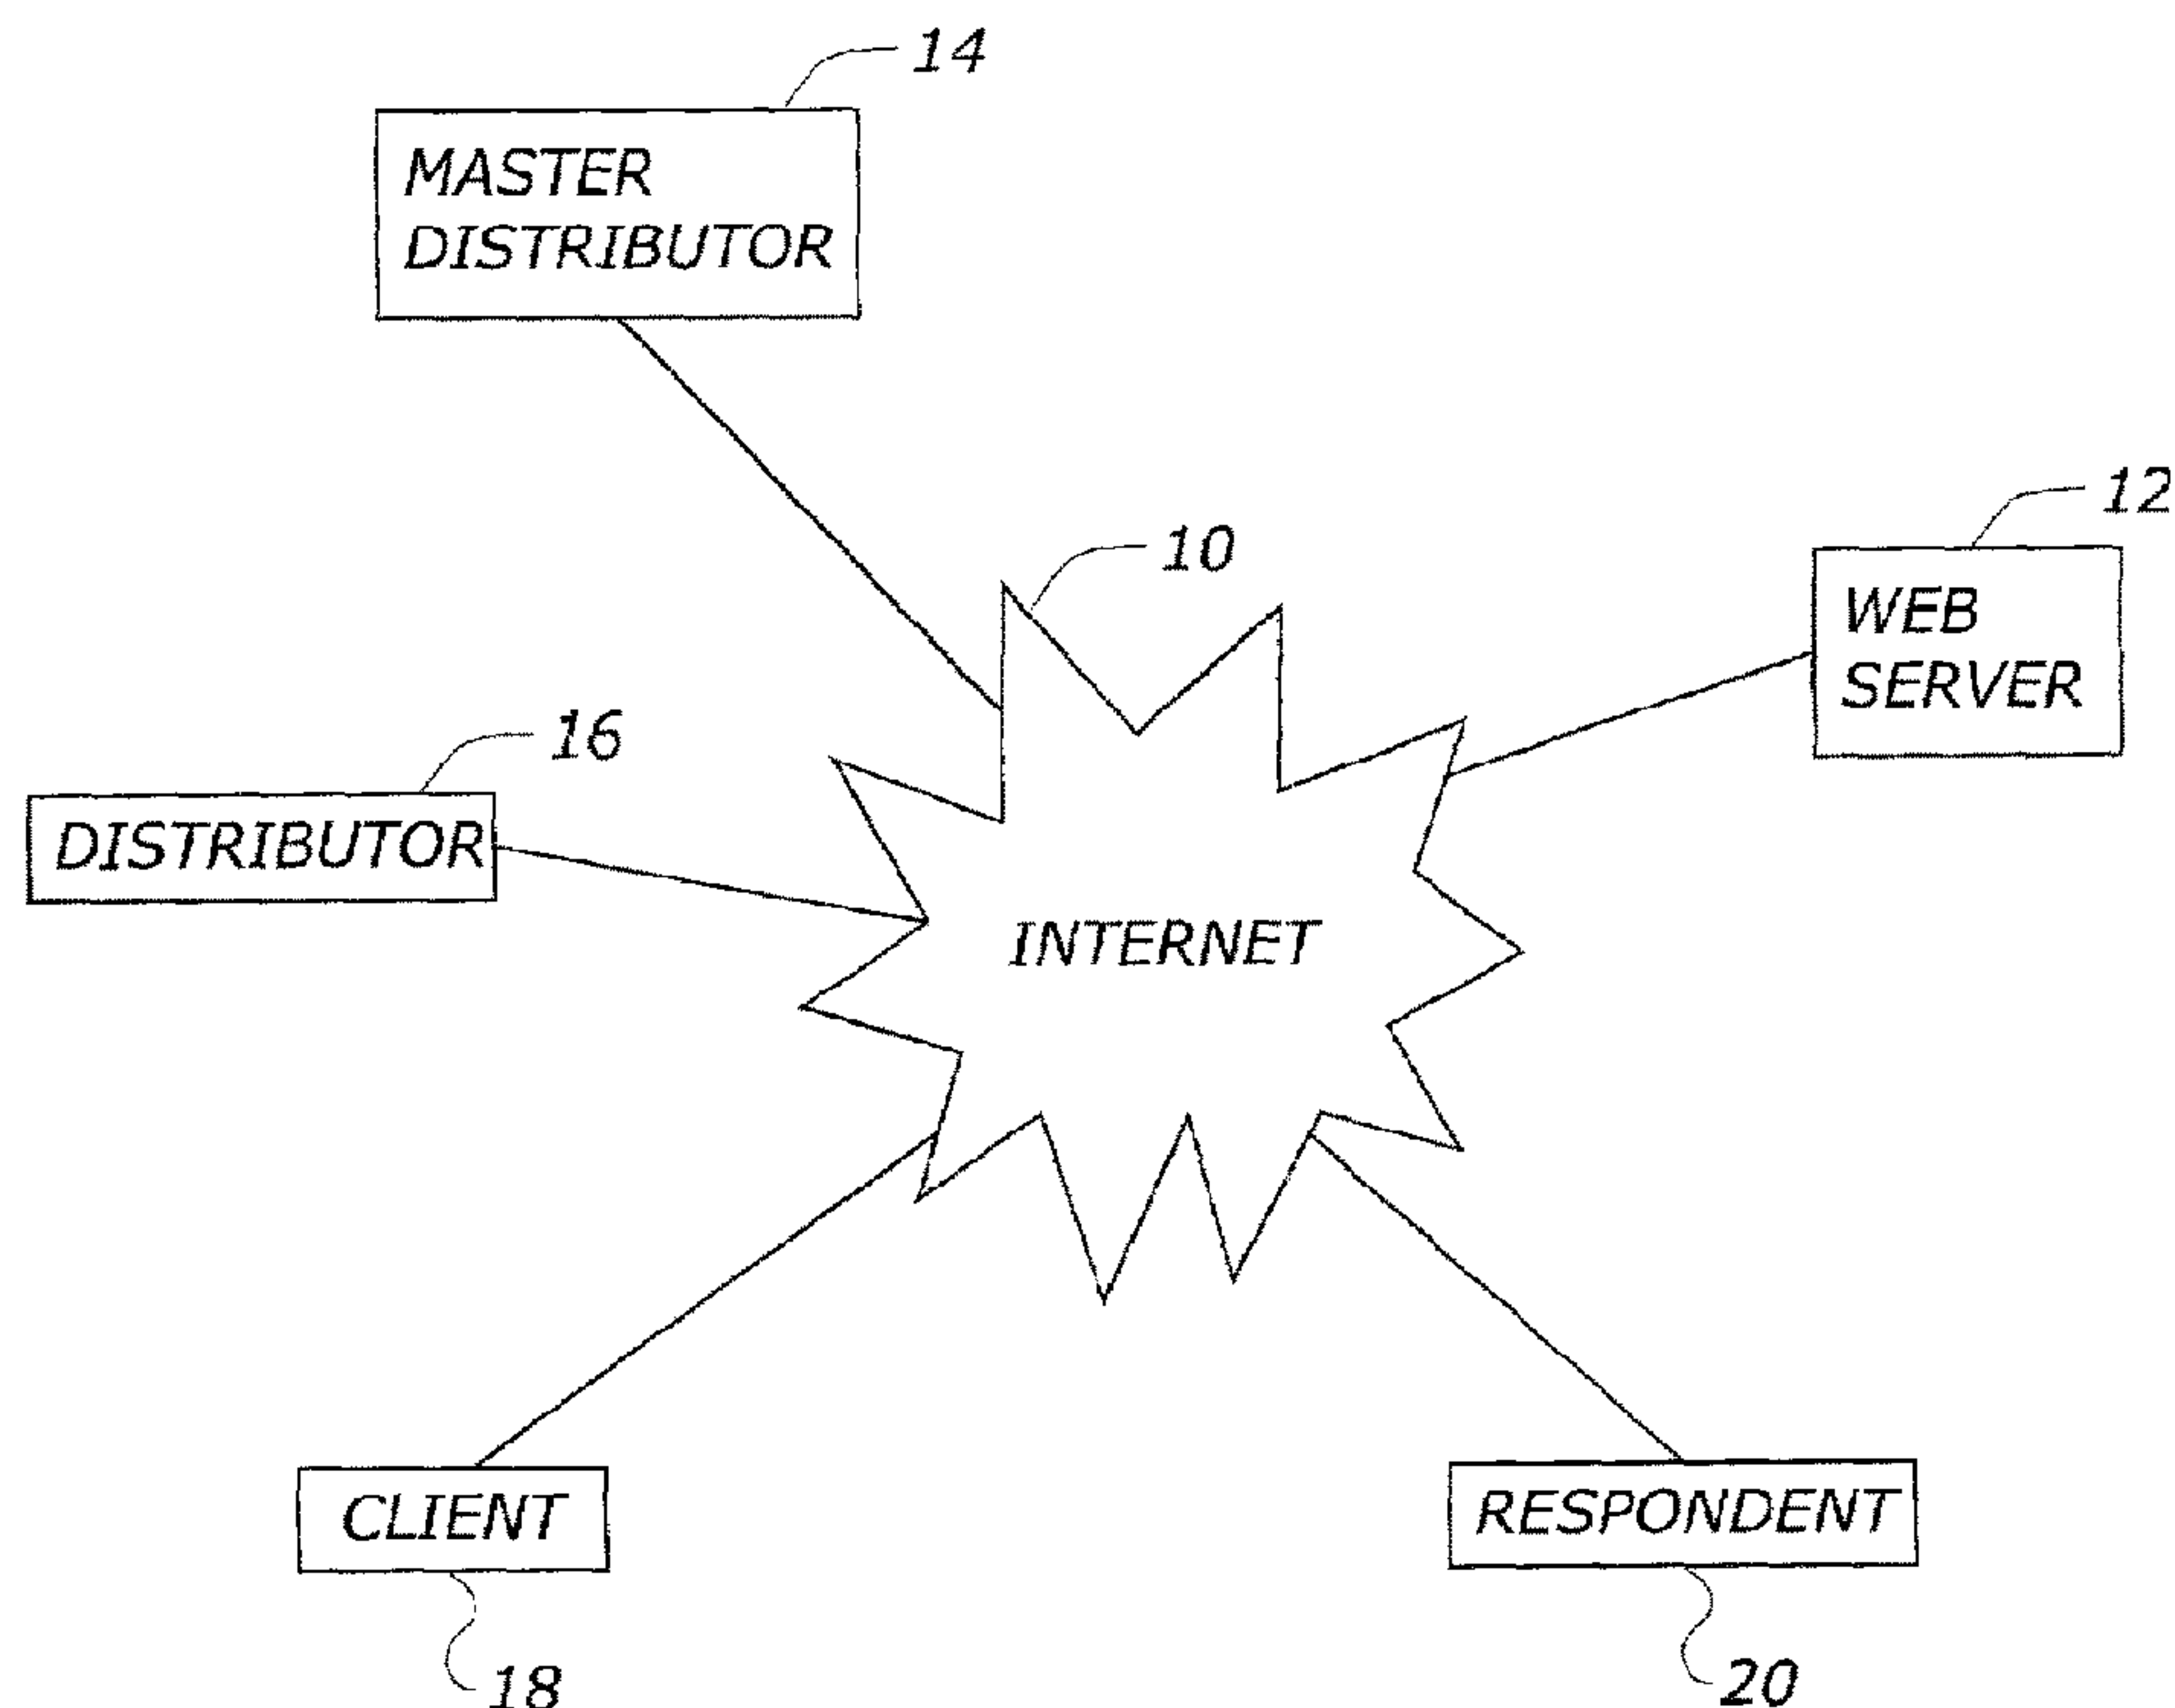 14
MASTER
DISTRIBUTOR
12
10
WEB
SERVER
16
DISTRIBUTOR
INTERNET
CLIENT
RESPONDENT
18
20